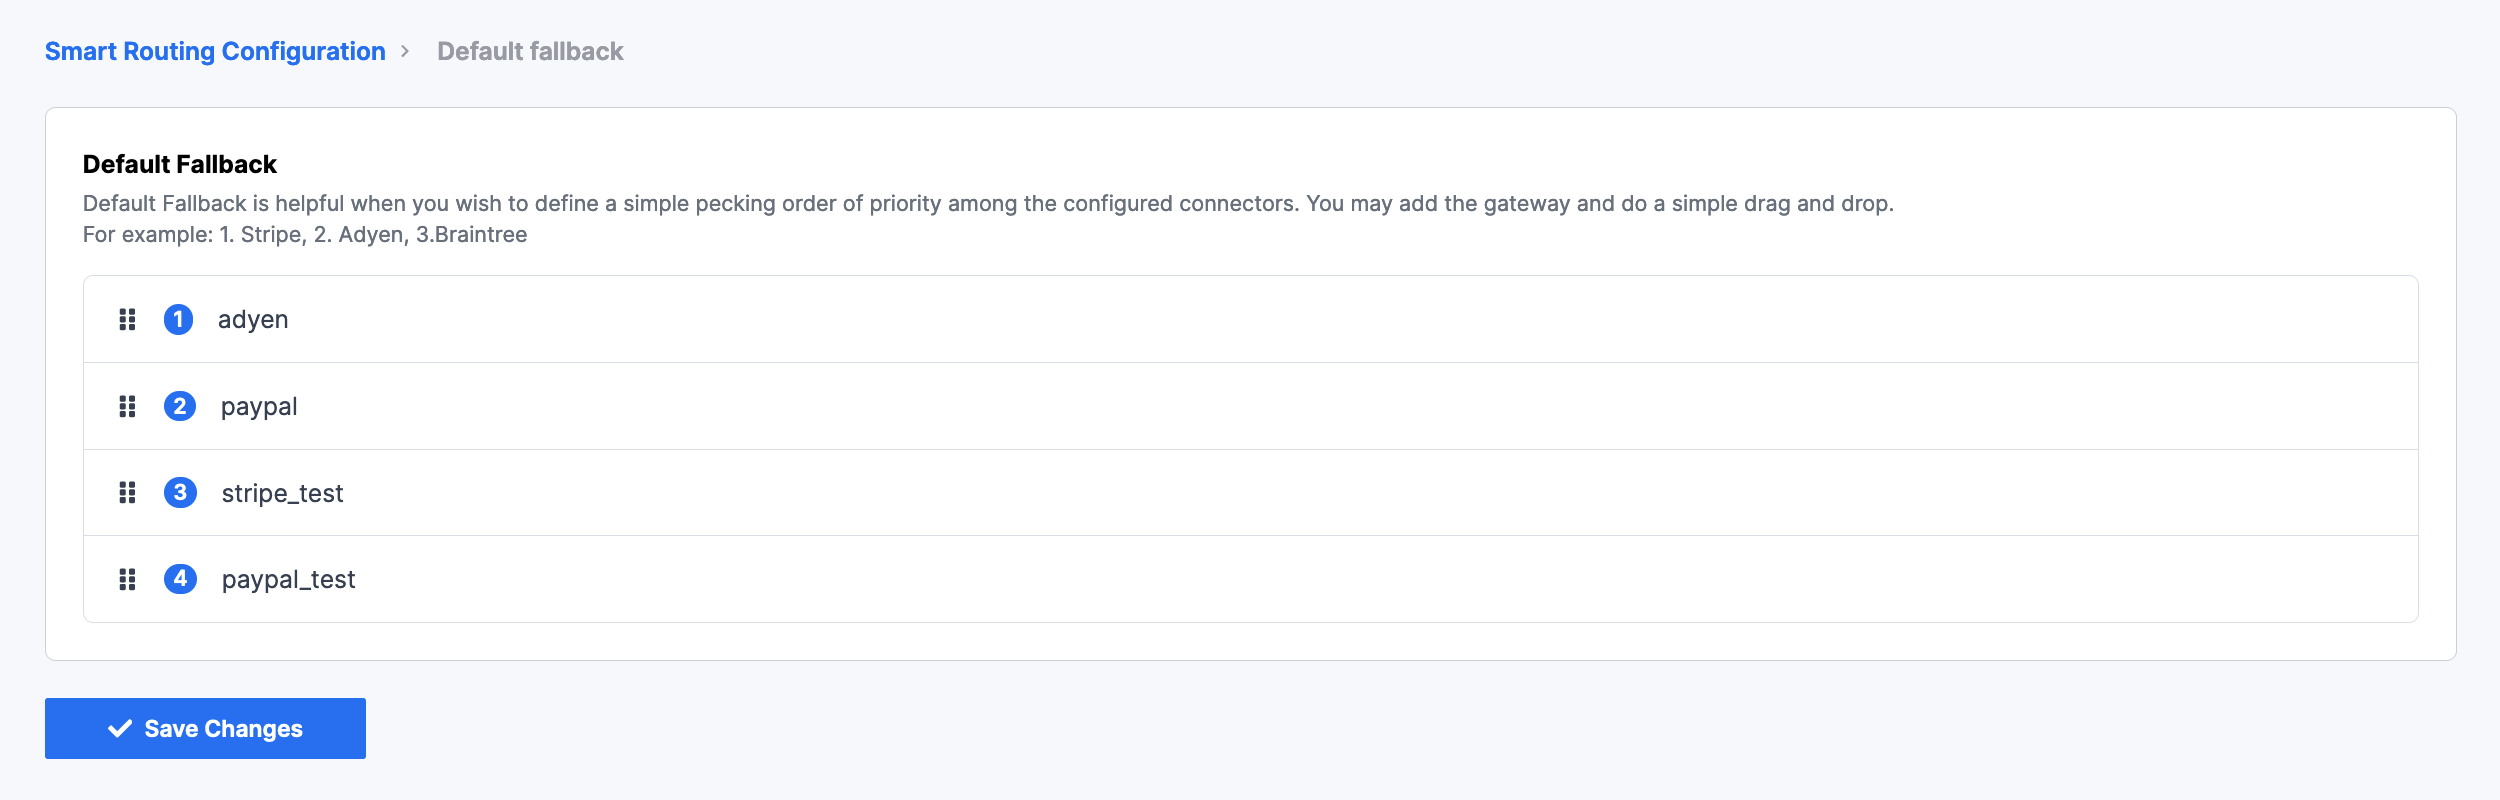 Smart Routing Configuration > Default fallback
Default Fallback
Default Fallback is helpful when you wish to define a simple pecking order of priority among the configured connectors. You may add the gateway and do a simple drag and drop.
For example: 1. Stripe, 2. Adyen, 3.Braintree
1 adyen
2 paypal
3 stripe_test
4 paypal_test
Save Changes